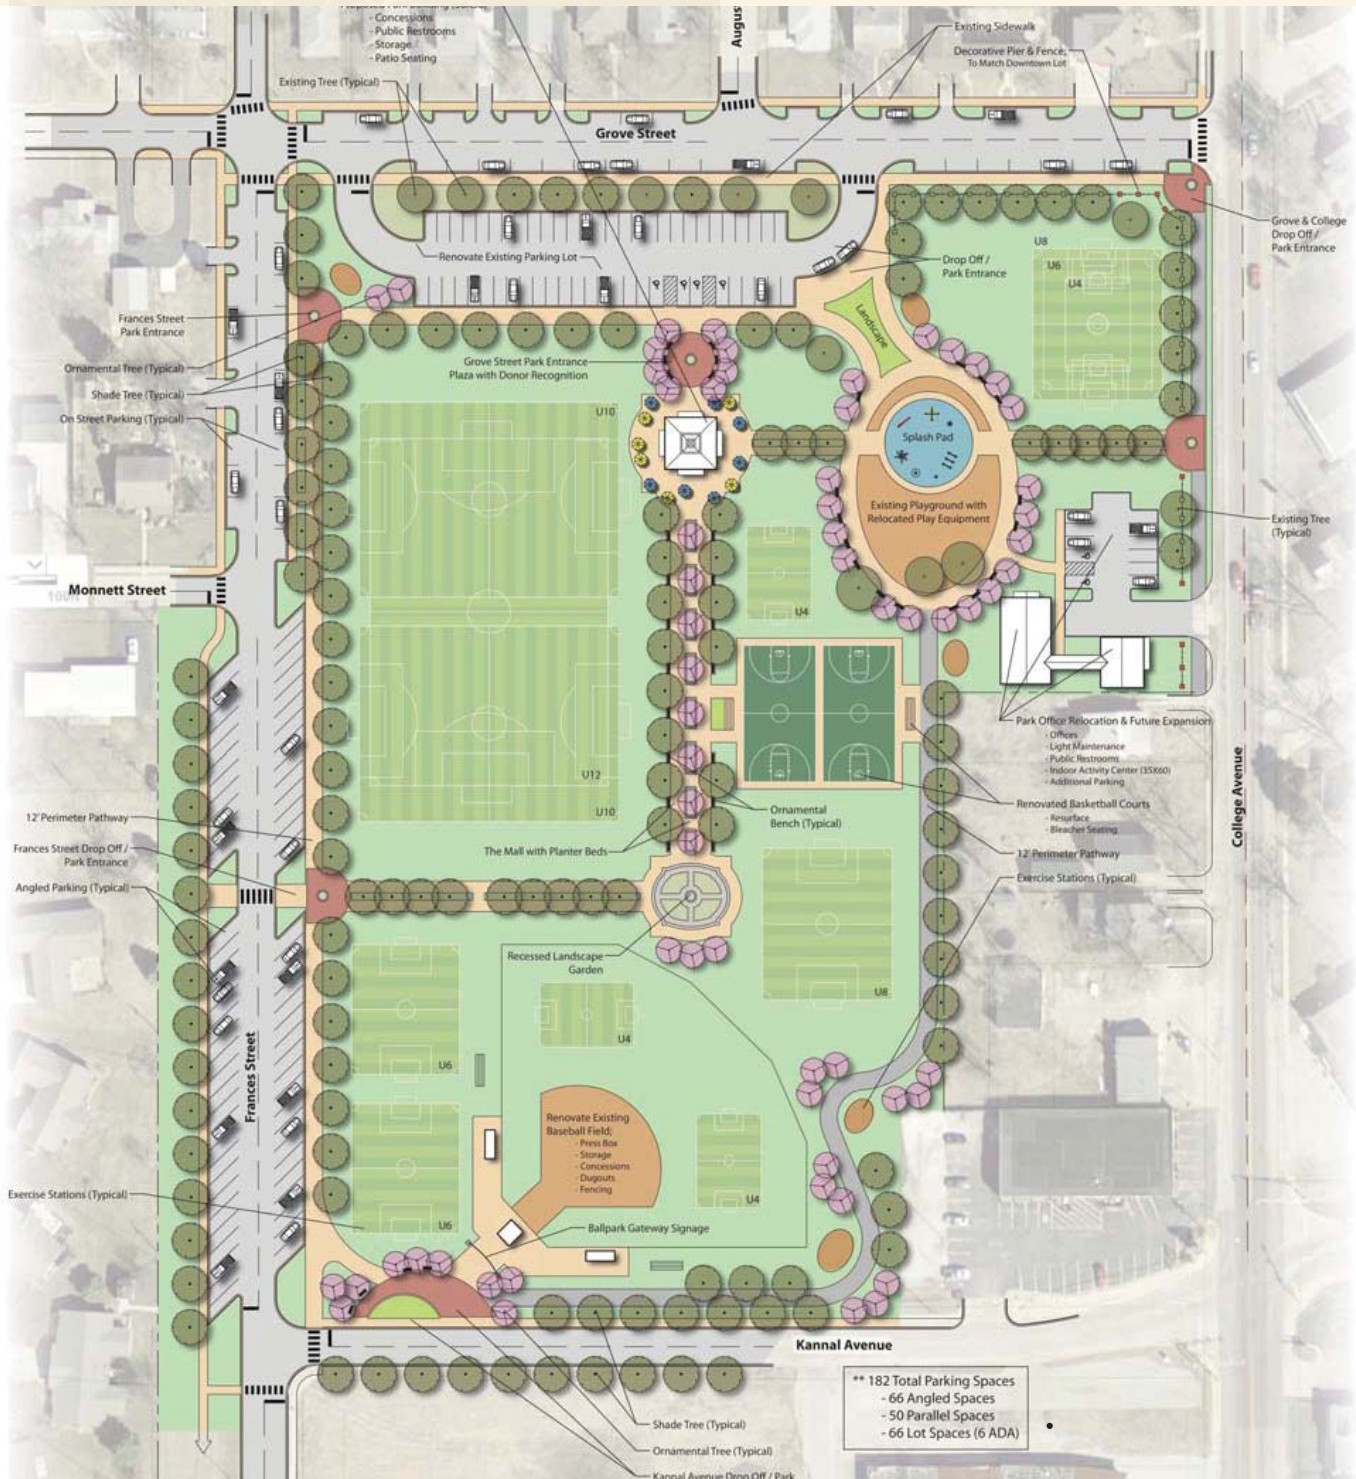 - Concessions
- Public Restrooms
- Storage
- Patio Seating
Existing Tree (Typical)
Augus
Existing Sidewalk
Decorative Pier & Fence;
To Match Downtown Lot
Grove Street
Grove & College
Drop Off /
Park Entrance
Renovate Existing Parking Lot
Drop Off /
Park Entrance
U8
U6
U4
Landscape
Frances Street
Park Entrance
Ornamental Tree (Typical)
Shade Tree (Typical)
On Street Parking (Typical)
Grove Street Park Entrance
Plaza with Donor Recognition
U10
Splash Pad
Existing Playground with
Relocated Play Equipment
Existing Tree
(Typical)
Monnett Street
100ft
U4
Park Office Relocation & Future Expansion
- Offices
- Light Maintenance
- Public Restrooms
- Indoor Activity Center (35X60)
- Additional Parking
U12
U10
Renovated Basketball Courts
- Resurface
- Bleacher Seating
College Avenue
Ornamental
Bench (Typical)
12' Perimeter Pathway
Frances Street Drop Off /
Park Entrance
Angled Parking (Typical)
The Mall with Planter Beds
12' Perimeter Pathway
Exercise Stations (Typical)
Recessed Landscape
Garden
U8
U4
U6
Frances Street
Renovate Existing
Baseball Field;
- Press Box
- Storage
- Concessions
- Dugouts
- Fencing
U4
Exercise Stations (Typical)
U6
Ballpark Gateway Signage
Kannal Avenue
** 182 Total Parking Spaces
- 66 Angled Spaces
- 50 Parallel Spaces
- 66 Lot Spaces (6 ADA)
Shade Tree (Typical)
Ornamental Tree (Typical)
Kannal Avenue Drop Off / Park